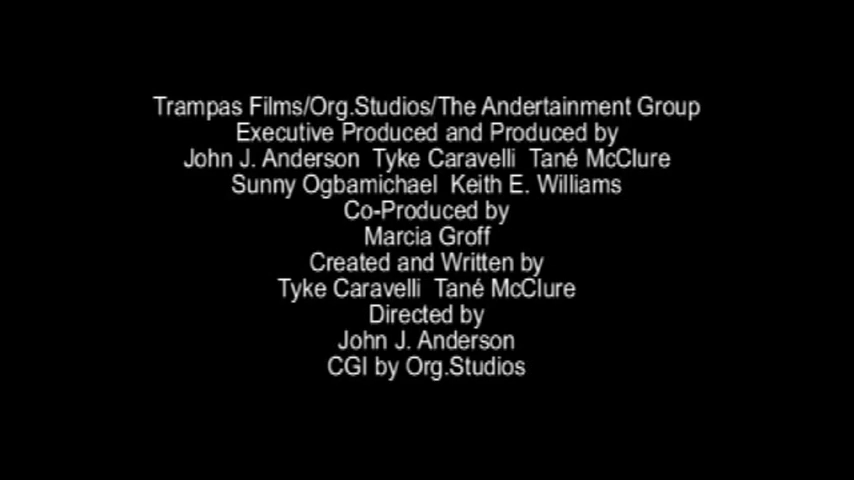 Trampas Films/Org.Studios/The Andertainment Group
Executive Produced and Produced by
John J. Anderson Tyke Caravelli Tané McClure
Sunny Ogbamichael Keith E. Williams
Co-Produced by
Marcia Groff
Created and Written by
Tyke Caravelli Tané McClure
Directed by
John J. Anderson
CGI by Org.Studios